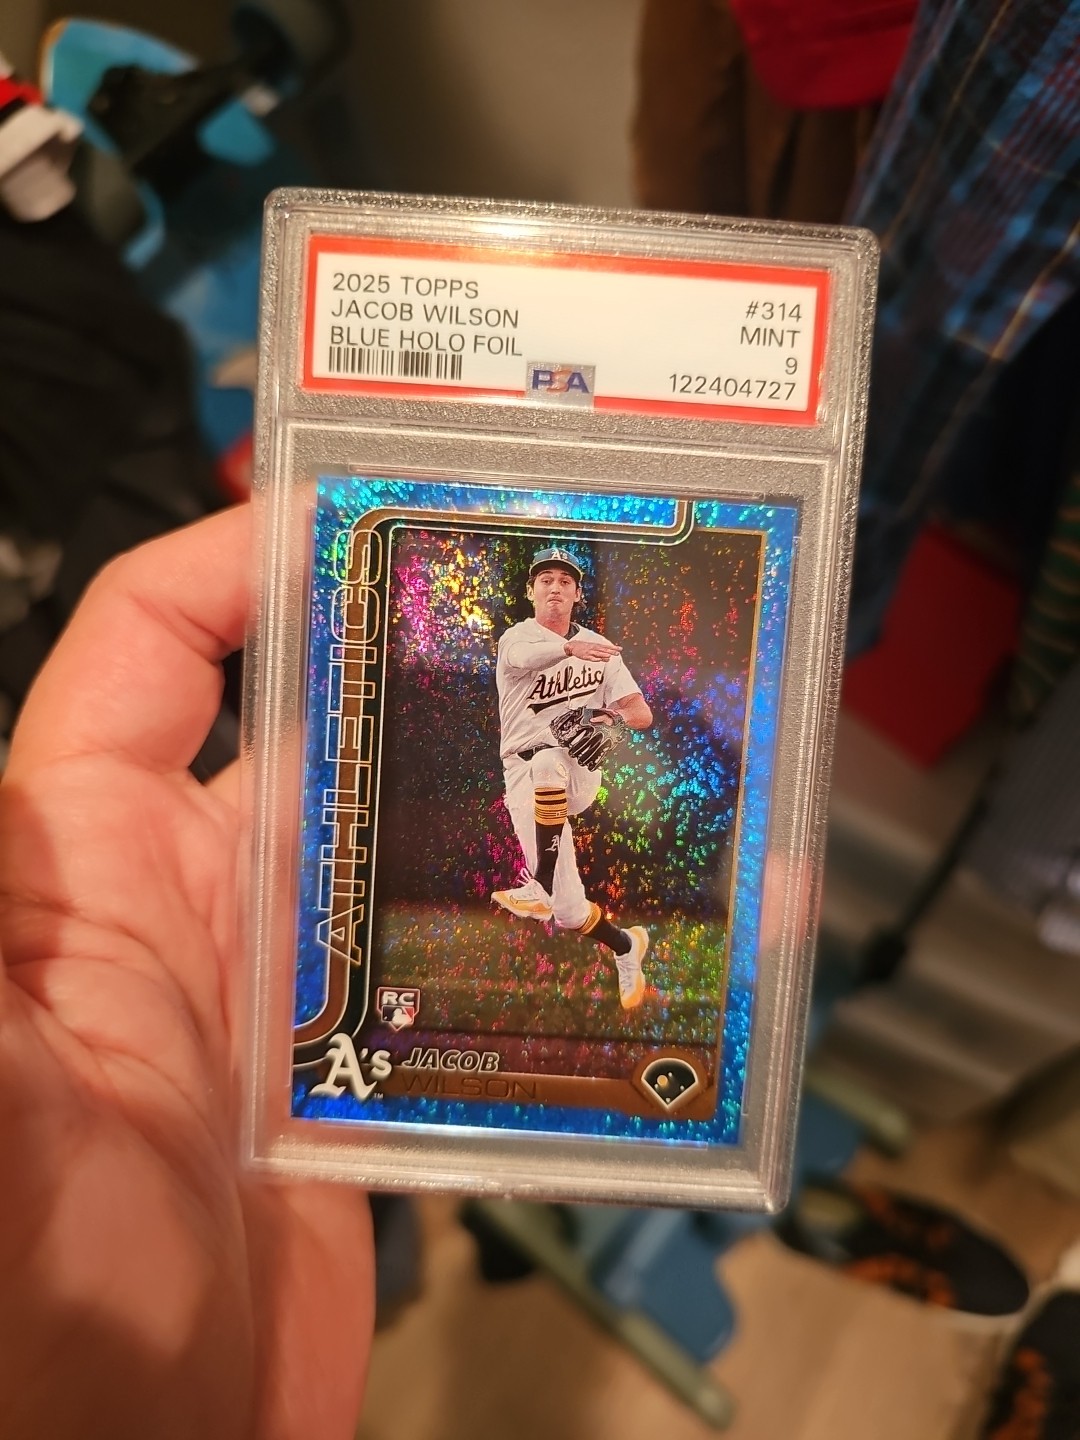 2025 TOPPS #314
JACOB WILSON MINT
BLUE HOLO FOIL 9
PSA 122404727
ATHLETICS
A's
Athletics
A's
RC
A's JACOB
WILSON